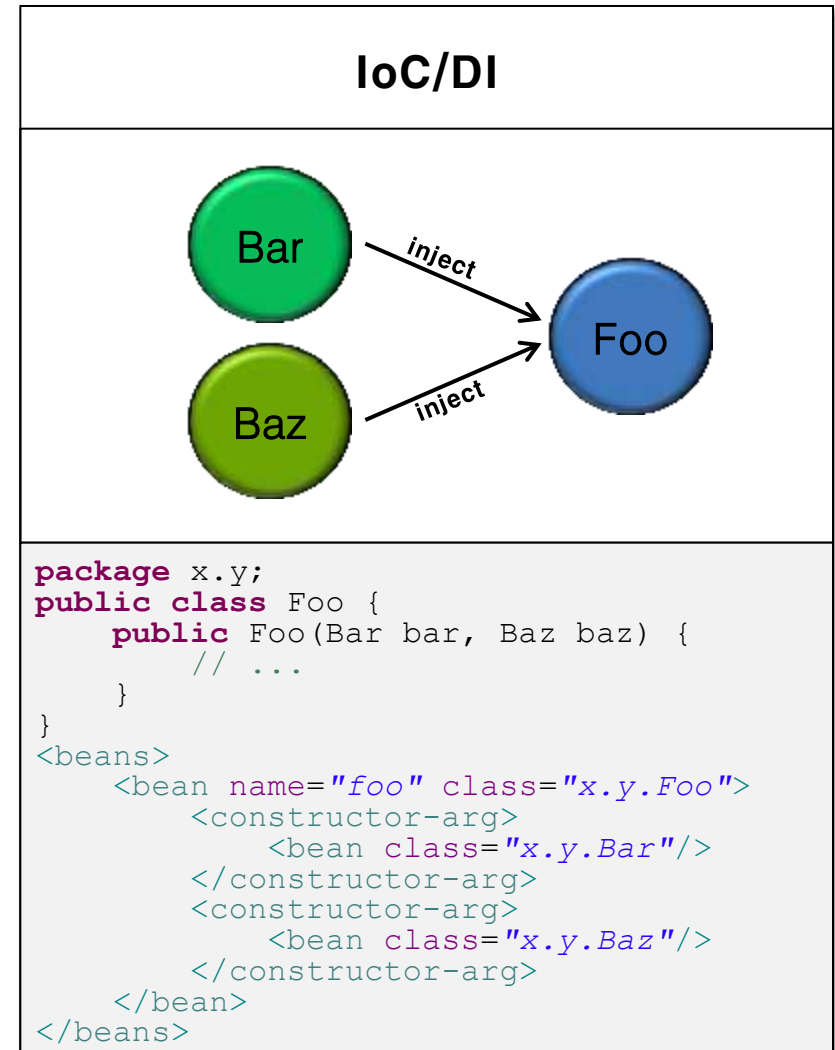 IoC/DI
Bar
inject
Foo
Baz
inject
package x.y;
public class Foo {
    public Foo(Bar bar, Baz baz) {
        // ...
    }
}
<beans>
    <bean name="foo" class="x.y.Foo">
        <constructor-arg>
            <bean class="x.y.Bar"/>
        </constructor-arg>
        <constructor-arg>
            <bean class="x.y.Baz"/>
        </constructor-arg>
    </bean>
</beans>